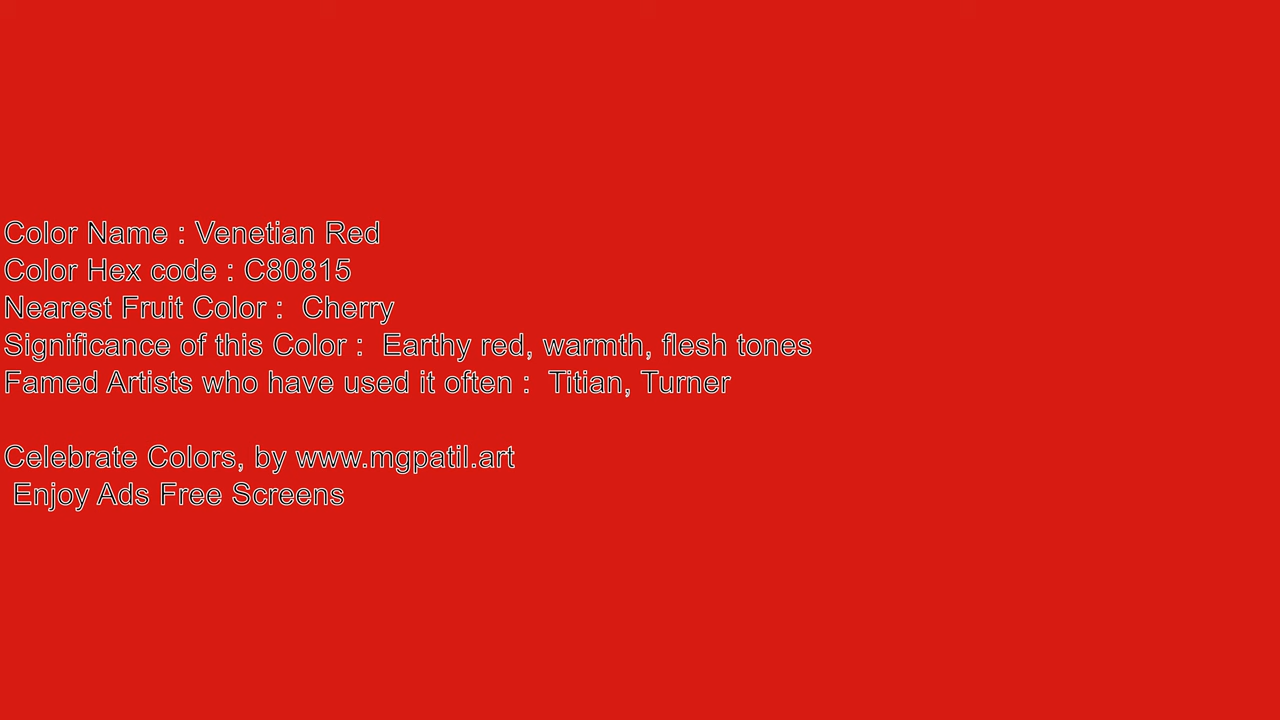 Color Name : Venetian Red
Color Hex code : C80815
Nearest Fruit Color :  Cherry
Significance of this Color :  Earthy red, warmth, flesh tones
Famed Artists who have used it often :  Titian, Turner
Celebrate Colors, by www.mgpatil.art
Enjoy Ads Free Screens